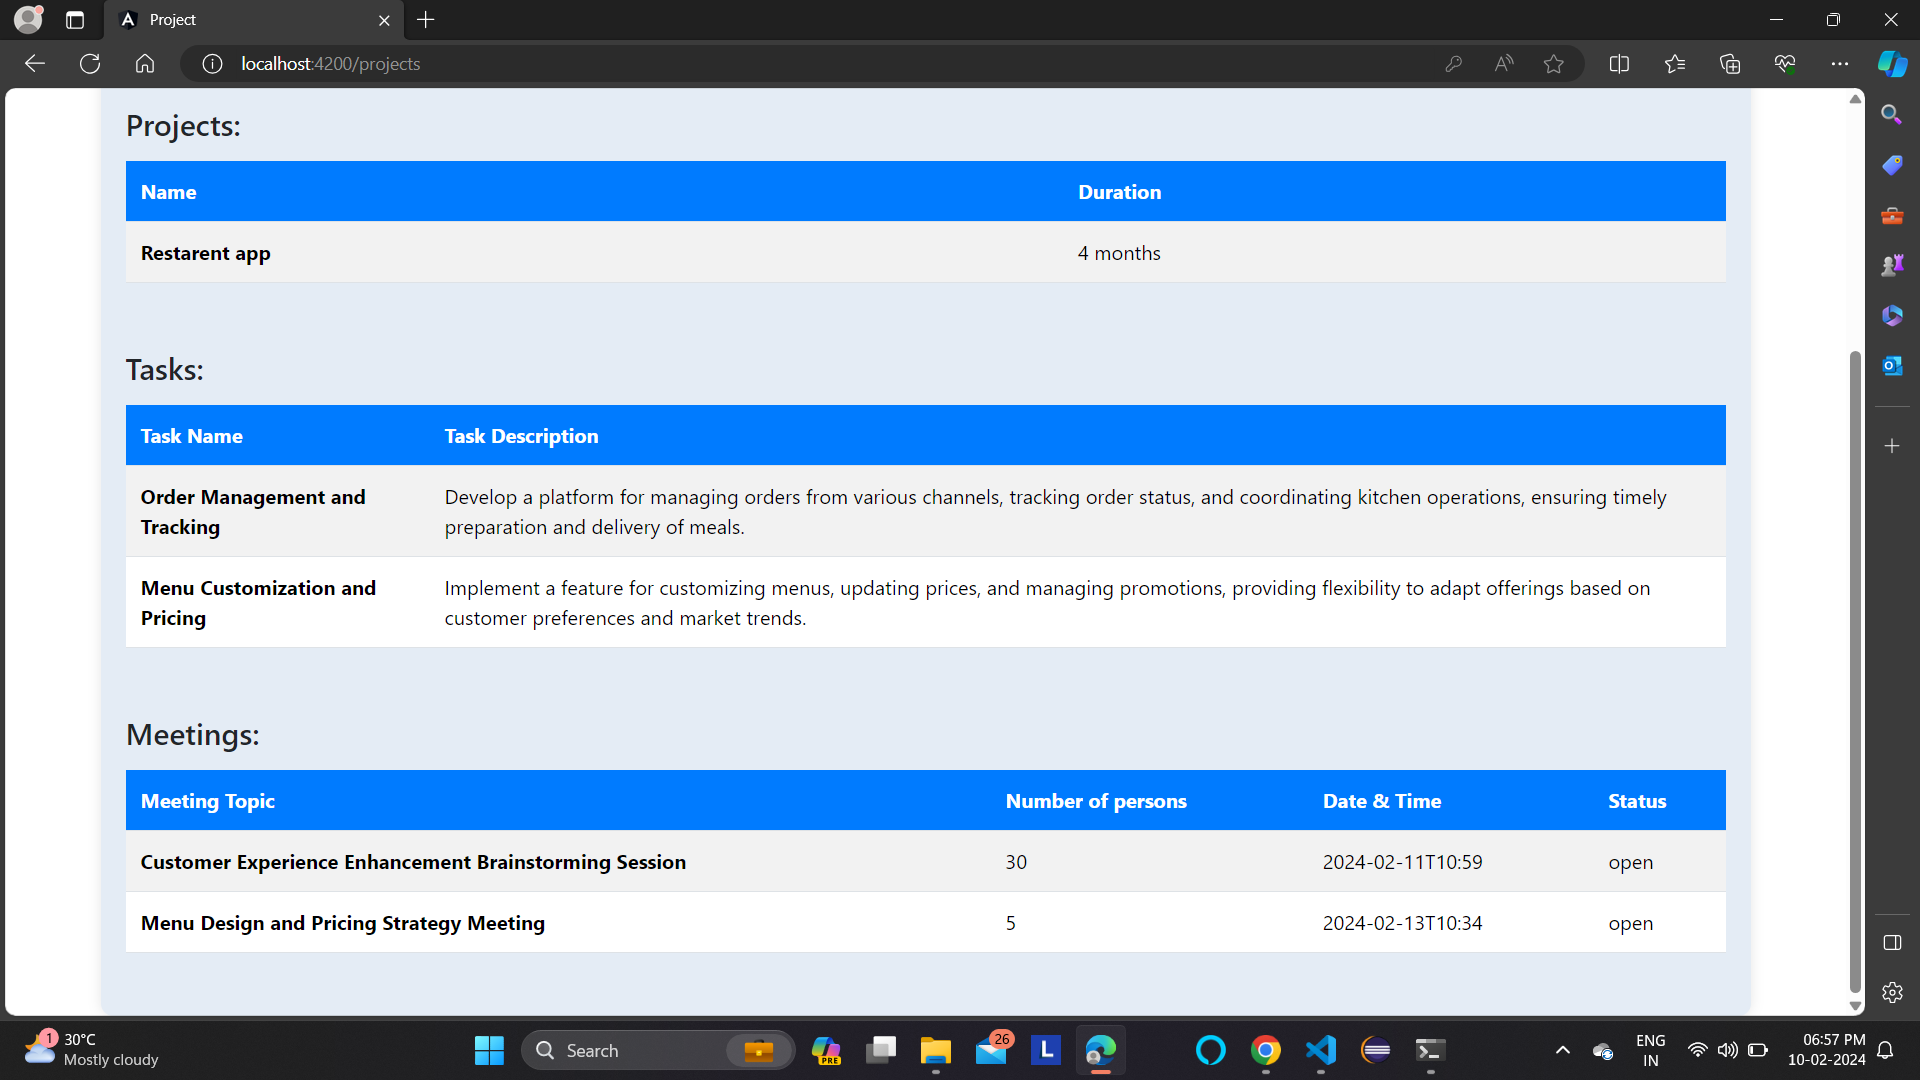 Project
localhost:4200/projects
Projects:
Name Duration
Restarent app 4 months
Tasks:
Task Name Task Description
Order Management and Tracking Develop a platform for managing orders from various channels, tracking order status, and coordinating kitchen operations, ensuring timely
preparation and delivery of meals.
Menu Customization and Pricing Implement a feature for customizing menus, updating prices, and managing promotions, providing flexibility to adapt offerings based on
customer preferences and market trends.
Meetings:
Meeting Topic Number of persons Date & Time Status
Customer Experience Enhancement Brainstorming Session 30 2024-02-11T10:59 open
Menu Design and Pricing Strategy Meeting 5 2024-02-13T10:34 open
1 30°C
Mostly cloudy
Search
PRE
26
L
ENG
IN
06:57 PM
10-02-2024